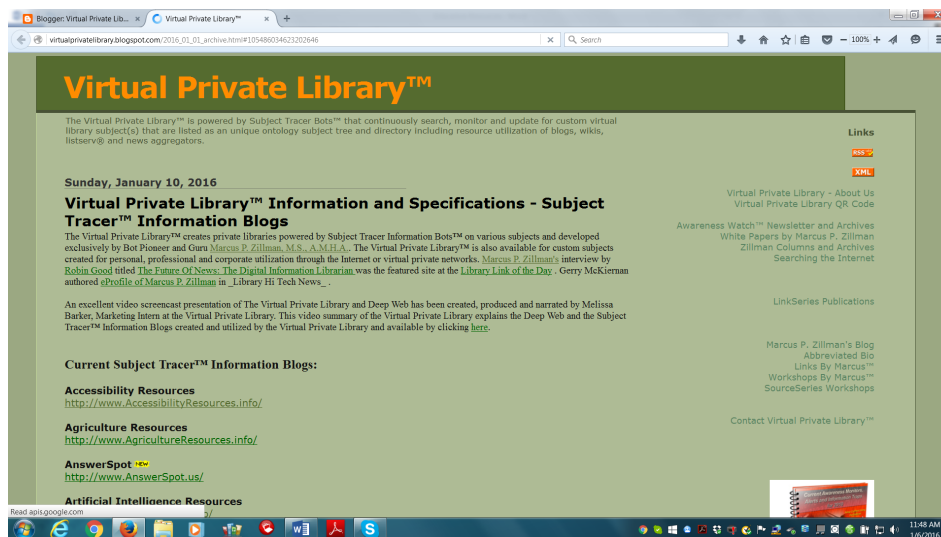 Blogger: Virtual Private Lib...
Virtual Private Library™
virtualprivatelibrary.blogspot.com/2016_01_01_archive.html#105486034623202646
Search
100%
Virtual Private Library™
The Virtual Private Library™ is powered by Subject Tracer Bots™ that continuously search, monitor and update for custom virtual
library subject(s) that are listed as an unique ontology subject tree and directory including resource utilization of blogs, wikis,
listserv® and news aggregators.
Sunday, January 10, 2016
Virtual Private Library™ Information and Specifications - Subject
Tracer™ Information Blogs
The Virtual Private Library™ creates private libraries powered by Subject Tracer Information Bots™ on various subjects and developed
exclusively by Bot Pioneer and Guru Marcus P. Zillman, M.S., A.M.H.A.. The Virtual Private Library™ is also available for custom subjects
created for personal, professional and corporate utilization through the Internet or virtual private networks. Marcus P. Zillman's interview by
Robin Good titled The Future Of News: The Digital Information Librarian was the featured site at the Library Link of the Day . Gerry McKiernan
authored eProfile of Marcus P. Zillman in _Library Hi Tech News_ .
An excellent video screencast presentation of The Virtual Private Library and Deep Web has been created, produced and narrated by Melissa
Barker, Marketing Intern at the Virtual Private Library. This video summary of the Virtual Private Library explains the Deep Web and the Subject
Tracer™ Information Blogs created and utilized by the Virtual Private Library and available by clicking here.
Current Subject Tracer™ Information Blogs:
Accessibility Resources
http://www.AccessibilityResources.info/
Agriculture Resources
http://www.AgricultureResources.info/
AnswerSpot NEW
http://www.AnswerSpot.us/
Artificial Intelligence Resources
Links
RSS
XML
Virtual Private Library - About Us
Virtual Private Library QR Code
Awareness Watch™ Newsletter and Archives
White Papers by Marcus P. Zillman
Zillman Columns and Archives
Searching the Internet
LinkSeries Publications
Marcus P. Zillman's Blog
Abbreviated Bio
Links By Marcus™
Workshops By Marcus™
SourceSeries Workshops
Contact Virtual Private Library™
Read apis.google.com
11:48 AM
1/6/2016